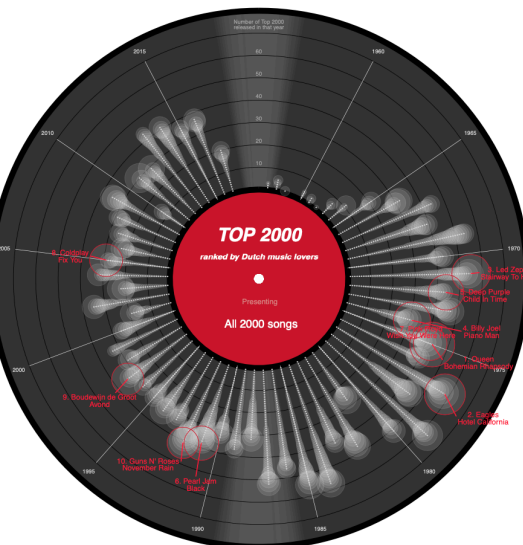 Number of Top 2000
released in that year
60
50
40
30
20
10
1960
1965
1970
1980
1985
1990
1995
2000
2005
2010
2015
TOP 2000
ranked by Dutch music lovers
Presenting
All 2000 songs
8. Coldplay
Fix You
3. Led Zep
Stairway To
Deep Purple
Child In Time
4. Billy Joel
Piano Man
Queen
Bohemian Rhapsody
2. Eagles
Hotel California
9. Boudewijn de Groot
Avond
10. Guns N' Roses
November Rain
6. Pearl Jam
Black